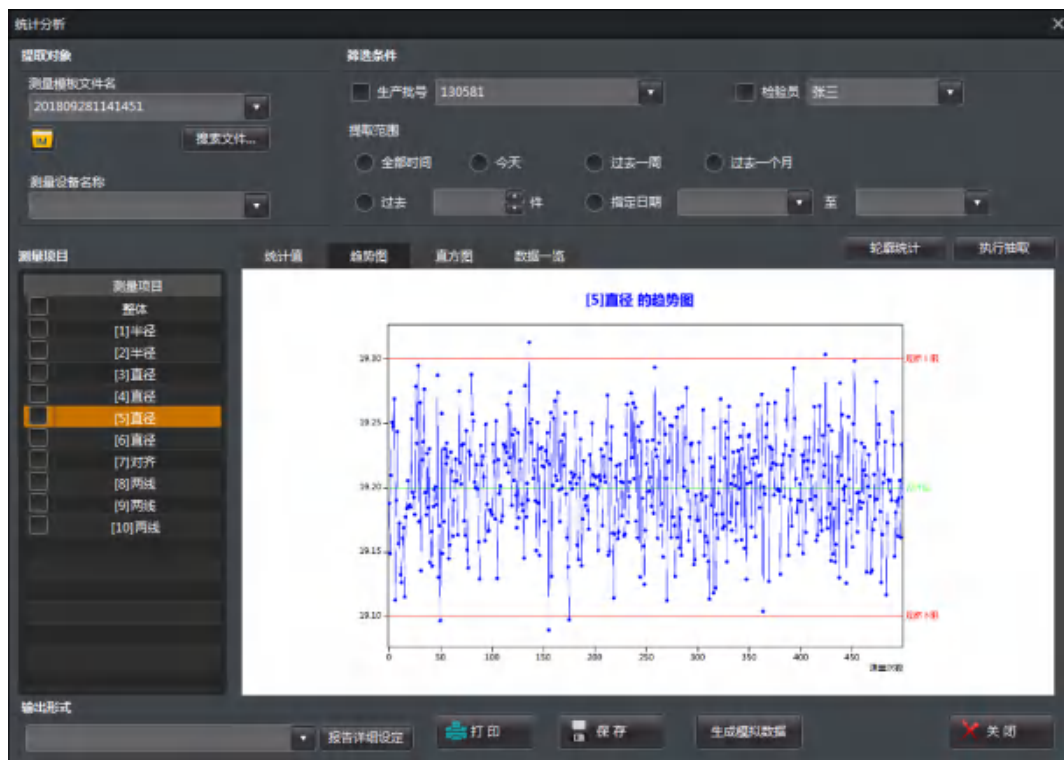 统计分析
提取对象
筛选条件
测量模板文件名
201809281141451
生产批号 130581
检验员 张三
搜索文件...
提取范围
全部时间 今天 过去一周 过去一个月
测量设备名称
过去 件 指定日期 至
轮廓统计 执行抽取
测量项目
统计值 趋势图 直方图 数据一览
测量项目
整体
[1]半径
[2]半径
[3]直径
[4]直径
[5]直径
[6]直径
[7]对齐
[8]两线
[9]两线
[10]两线
[5]直径 的趋势图
39.25
39.20
39.15
39.10
0 50 100 150 200 250 300 350 400 450
测量次数
输出形式
报告详细设定 打印 保存 生成模拟数据 关闭